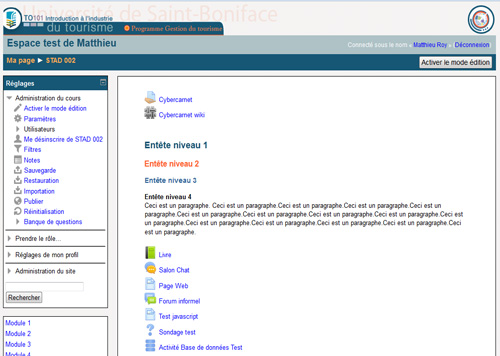 Université de Saint-Boniface
TO101 Introduction à l'Industrie
du tourisme
Programme Gestion du tourisme
Espace test de Matthieu
Connecté sous le nom « Matthieu Roy » Déconnexion
Ma page ► STAD 002
Activer le mode édition
Réglages
Administration du cours
Activer le mode édition
Paramètres
Utilisateurs
Me désinscrire de STAD 002
Filtres
Notes
Sauvegarde
Restauration
Importation
Publier
Réinitialisation
Banque de questions
Prendre le rôle...
Réglages de mon profil
Administration du site
Rechercher
Module 1
Module 2
Module 3
Module 4
Cybercarnet
Cybercarnet wiki
Entête niveau 1
Entête niveau 2
Entête niveau 3
Entête niveau 4
Ceci est un paragraphe. Ceci est un paragraphe.Ceci est un paragraphe.Ceci est un paragraphe.Ceci est un
paragraphe.Ceci est un paragraphe.Ceci est un paragraphe.Ceci est un paragraphe.Ceci est un paragraphe.Ceci est un
paragraphe.Ceci est un paragraphe.Ceci est un paragraphe.Ceci est un paragraphe.Ceci est un paragraphe.Ceci
est un paragraphe.
Livre
Salon Chat
Page Web
Forum informel
Test javascript
Sondage test
Activité Base de données Test